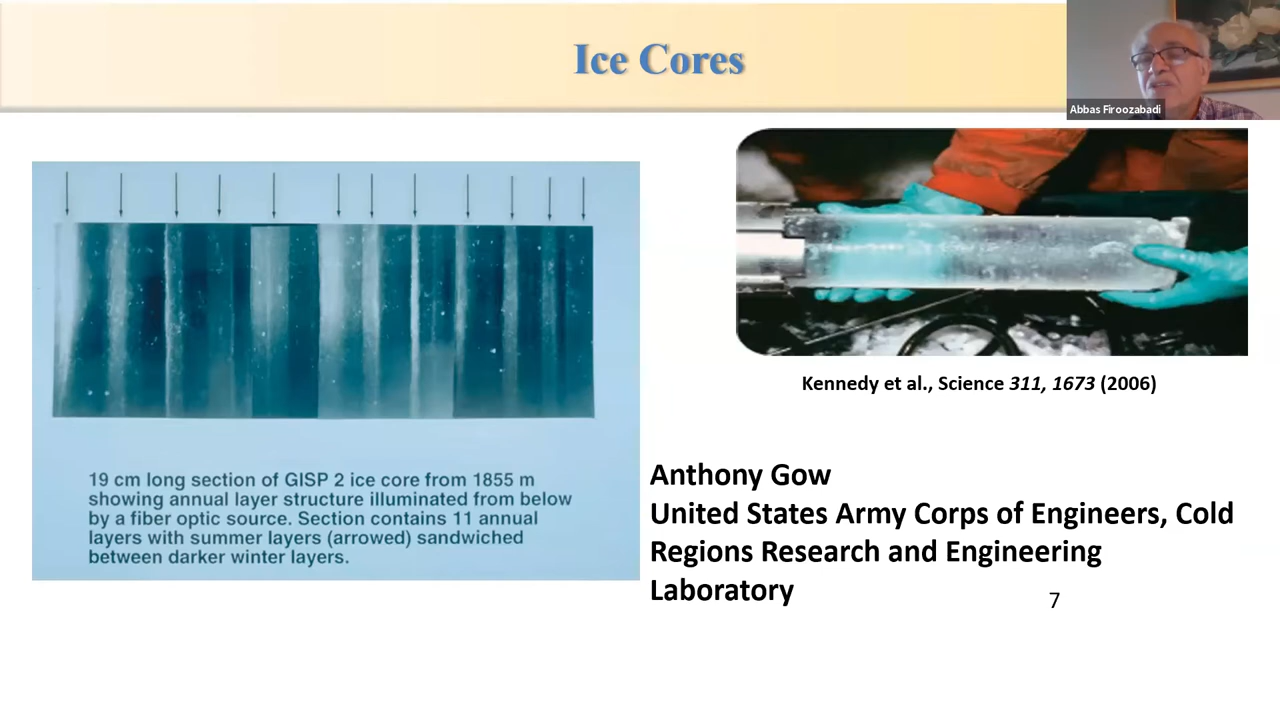 Ice Cores
Abbas Firoozabadi
19 cm long section of GISP 2 ice core from 1855 m
showing annual layer structure illuminated from below
by a fiber optic source. Section contains 11 annual
layers with summer layers (arrowed) sandwiched
between darker winter layers.
Kennedy et al., Science 311, 1673 (2006)
Anthony Gow
United States Army Corps of Engineers, Cold
Regions Research and Engineering
Laboratory
7